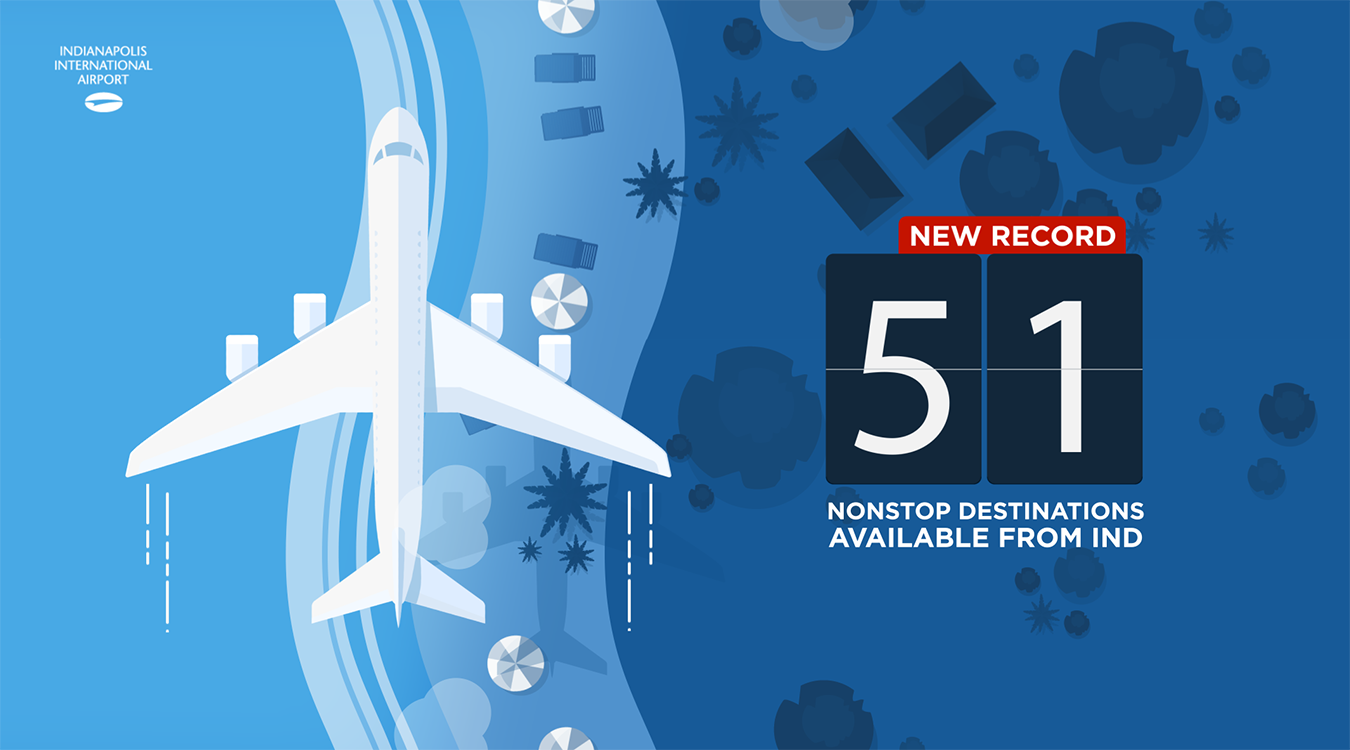 INDIANAPOLIS
INTERNATIONAL
AIRPORT
NEW RECORD
51
NONSTOP DESTINATIONS
AVAILABLE FROM IND